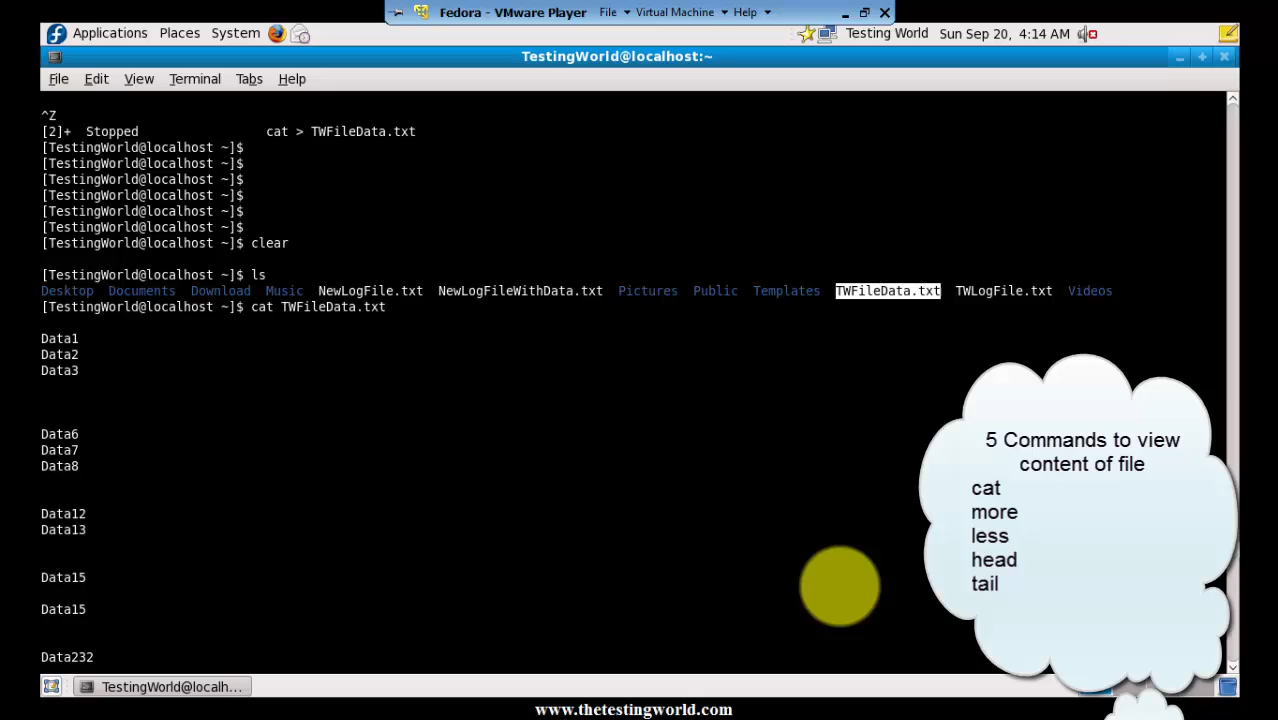 Fedora - VMware Player File Virtual Machine Help
Applications Places System Testing World Sun Sep 20, 4:14 AM
TestingWorld@localhost:~
File Edit View Terminal Tabs Help
^Z
[2]+ Stopped cat > TWFileData.txt
[TestingWorld@localhost ~]$
[TestingWorld@localhost ~]$
[TestingWorld@localhost ~]$
[TestingWorld@localhost ~]$
[TestingWorld@localhost ~]$
[TestingWorld@localhost ~]$
[TestingWorld@localhost ~]$ clear
[TestingWorld@localhost ~]$ ls
Desktop Documents Download Music NewLogFile.txt NewLogFileWithData.txt Pictures Public Templates TWFileData.txt TWLogFile.txt Videos
[TestingWorld@localhost ~]$ cat TWFileData.txt
Data1
Data2
Data3
Data6
Data7
Data8
Data12
Data13
Data15
Data15
Data232
5 Commands to view
content of file
cat
more
less
head
tail
TestingWorld@localh...
www.thetestingworld.com